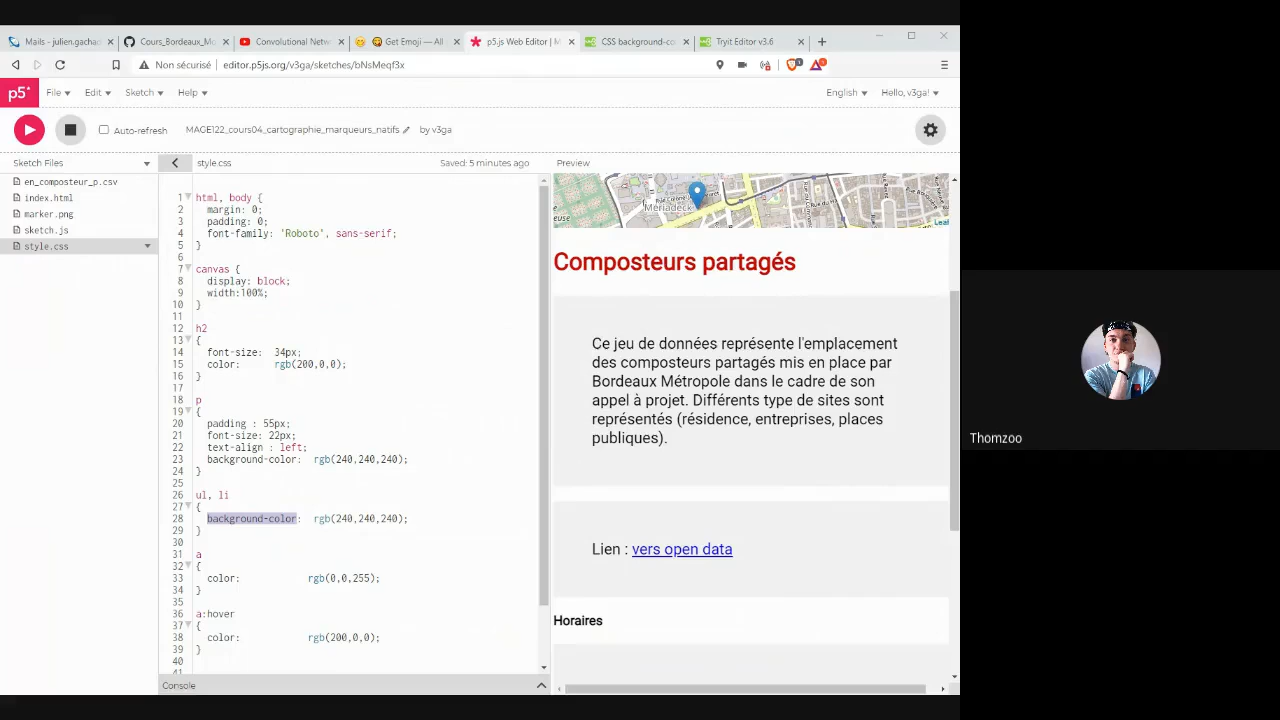 Mails - julien.gachan
Cours_Bordeaux_Mo
Convolutional Netw
Get Emoji — All
p5.js Web Editor | M
CSS background-co
Tryit Editor v3.6
Non sécurisé
editor.p5js.org/v3ga/sketches/bNsMeqf3x
p5*
File
Edit
Sketch
Help
English
Hello, v3ga!
Auto-refresh
MAGE122_cours04_cartographie_marqueurs_natifs
by v3ga
Sketch Files
style.css
Saved: 5 minutes ago
Preview
en_composteur_p.csv
index.html
marker.png
sketch.js
style.css
1 html, body {
2 margin: 0;
3 padding: 0;
4 font-family: 'Roboto', sans-serif;
5 }
6
7 canvas {
8 display: block;
9 width:100%;
10 }
11
12 h2
13 {
14 font-size: 34px;
15 color: rgb(200,0,0);
16 }
17
18 p
19 {
20 padding : 55px;
21 font-size: 22px;
22 text-align : left;
23 background-color: rgb(240,240,240);
24 }
25
26 ul, li
27 {
28 background-color: rgb(240,240,240);
29 }
30
31 a
32 {
33 color: rgb(0,0,255);
34 }
35
36 a:hover
37 {
38 color: rgb(200,0,0);
39 }
40
41
Console
Mériadeck
Leaf
Composteurs partagés
Ce jeu de données représente l'emplacement
des composteurs partagés mis en place par
Bordeaux Métropole dans le cadre de son
appel à projet. Différents type de sites sont
représentés (résidence, entreprises, places
publiques).
Lien : vers open data
Horaires
Thomzoo